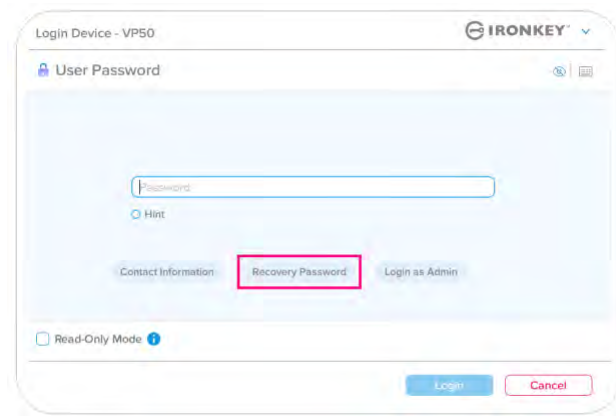 Login Device - VP50
IRONKEY
User Password
Password
Hint
Contact Information
Recovery Password
Login as Admin
Read-Only Mode
Login
Cancel